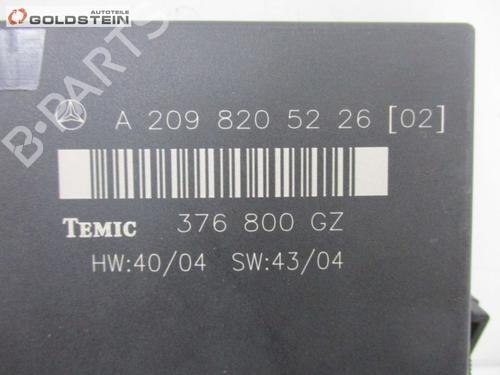 Autoteile
GOLDSTEIN
B-PARTS
A 209 820 52 26 [02]
TEMIC 376 800 GZ
HW:40/04 SW:43/04